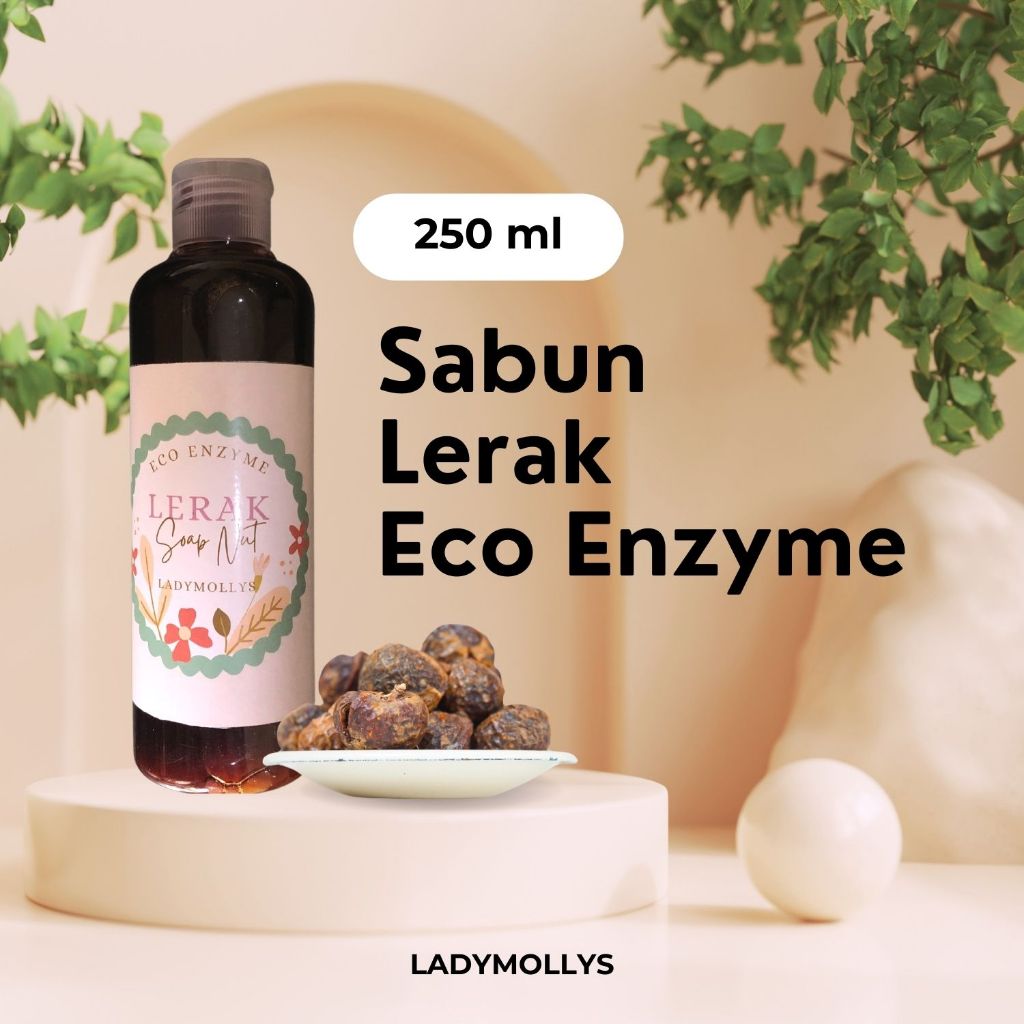 250 ml
Sabun
Lerak
Eco Enzyme
ECO ENZYME
LERAK
Soap Nut
LADYMOLLYS
LADYMOLLYS